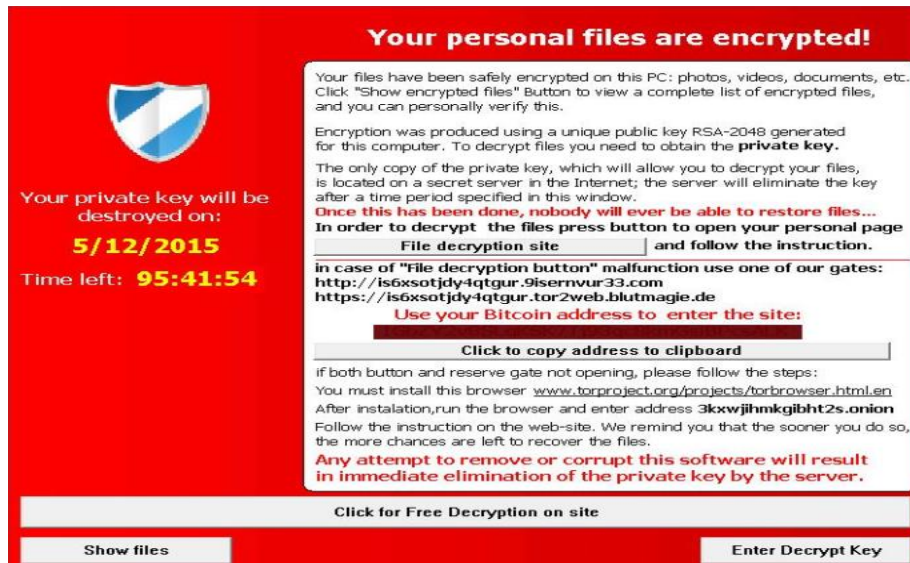 Your personal files are encrypted!
Your files have been safely encrypted on this PC: photos, videos, documents, etc.
Click "Show encrypted files" Button to view a complete list of encrypted files,
and you can personally verify this.
Encryption was produced using a unique public key RSA-2048 generated
for this computer. To decrypt files you need to obtain the private key.
The only copy of the private key, which will allow you to decrypt your files,
is located on a secret server in the Internet; the server will eliminate the key
after a time period specified in this window.
Once this has been done, nobody will ever be able to restore files...
In order to decrypt the files press button to open your personal page
File decryption site
and follow the instruction.
in case of "File decryption button" malfunction use one of our gates:
http://is6xsotjdy4qtgur.9isernvur33.com
https://is6xsotjdy4qtgur.tor2web.blutmagie.de
Use your Bitcoin address to enter the site:
Click to copy address to clipboard
if both button and reserve gate not opening, please follow the steps:
You must install this browser www.torproject.org/projects/torbrowser.html.en
After instalation,run the browser and enter address 3kxwjihmkgibht2s.onion
Follow the instruction on the web-site. We remind you that the sooner you do so,
the more chances are left to recover the files.
Any attempt to remove or corrupt this software will result
in immediate elimination of the private key by the server.
Your private key will be
destroyed on:
5/12/2015
Time left: 95:41:54
Click for Free Decryption on site
Show files
Enter Decrypt Key